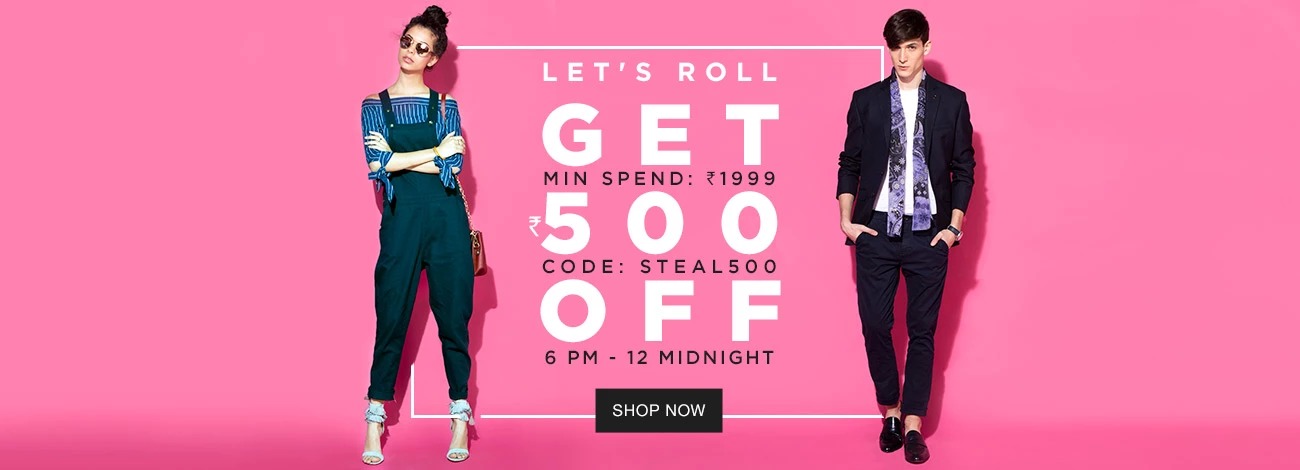 LET'S ROLL
GET
MIN SPEND: ₹1999
₹500
CODE: STEAL500
OFF
6 PM - 12 MIDNIGHT
SHOP NOW